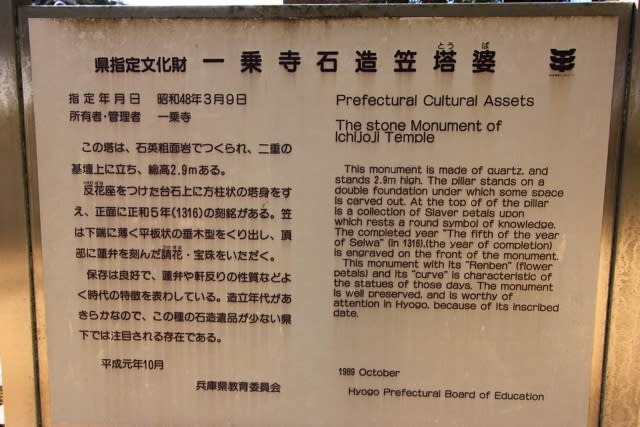 県指定文化財 一乗寺石造笠塔婆
とう ば
指定年月日 昭和48年3月9日
所有者・管理者 一乗寺
この塔は、石英粗面岩でつくられ、二重の
基壇上に立ち、総高2.9mある。
反花座をつけた台石上に方柱状の塔身をす
え、正面に正和5年(1316)の刻銘がある。笠
は下端に薄く平板状の垂木型をくり出し、頂
部に蓮弁を刻んだ請花・宝珠をいただく。
保存は良好で、蓮弁や軒反りの性質などよ
く時代の特徴を表わしている。造立年代があ
きらかなので、この種の石造遺品が少ない県
下では注目される存在である。
平成元年10月
兵庫県教育委員会
Prefectural Cultural Assets
The stone Monument of
Ichijoji Temple
This monument is made of quartz, and
stands 2.9m high. The pillar stands on a
double foundation under which some space
is carved out. At the top of of the pillar
is a collection of Slaver petals upon
which rests a round symbol of knowledge.
The completed year "The fifth of the year
of Seiwa" (in 1316),(the year of completion)
is engraved on the front of the monument.
This monument with its "Renben" (flower
petals) and its "curve" is characteristic of
the statues of those days. The monument
is well preserved, and is worthy of
attention in Hyogo, because of its inscribed
date.
1989 October
Hyogo Prefectural Board of Education